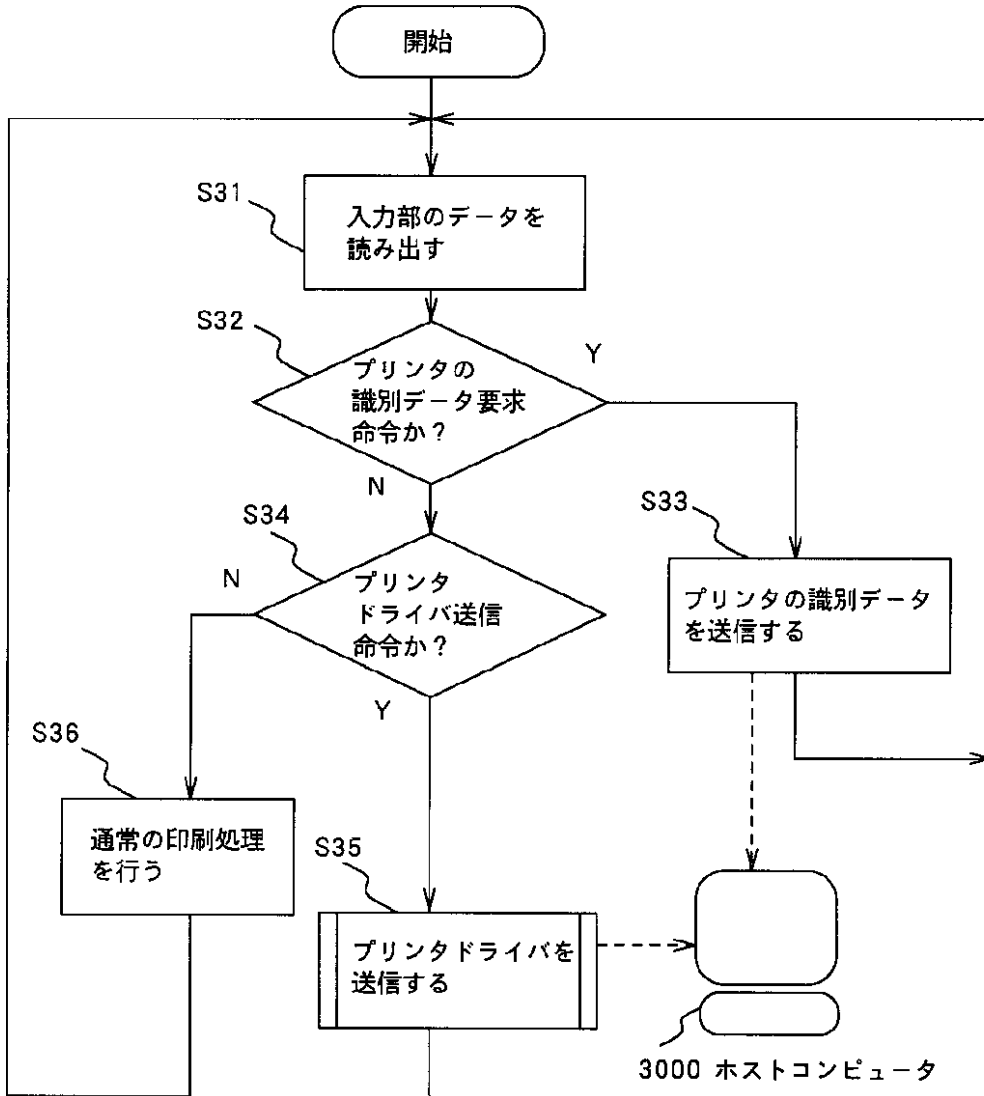 開始
S31
入力部のデータを
読み出す
S32
Y
プリンタの
識別データ要求
命令か？
N
S34
S33
N
プリンタ
ドライバ送信
命令か？
プリンタの識別データ
を送信する
Y
S36
通常の印刷処理
を行う
S35
プリンタドライバを
送信する
3000 ホストコンピュータ